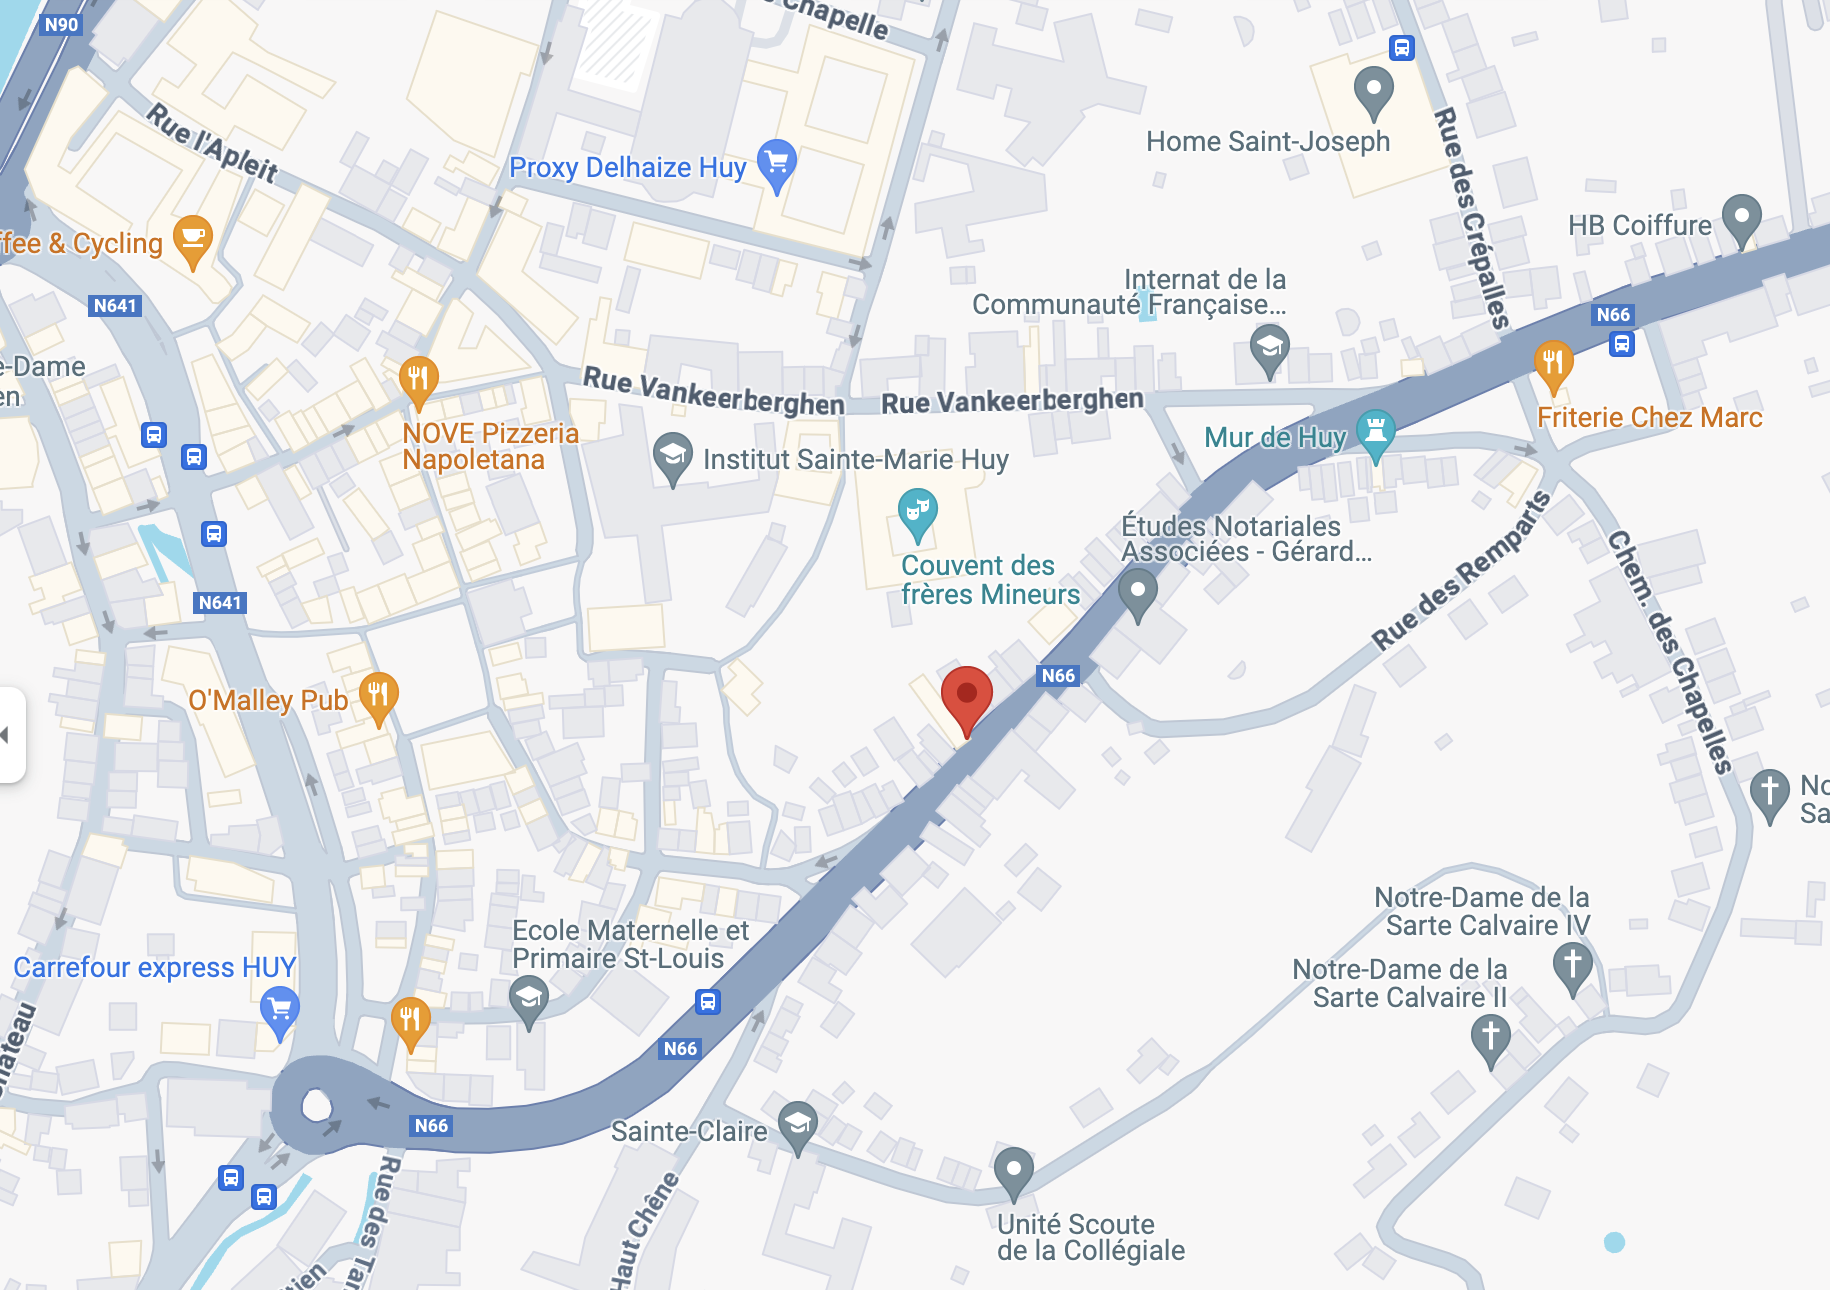 N90
Chapelle
Rue l'Apleit
Proxy Delhaize Huy
Home Saint-Joseph
Rue des Crépalles
HB Coiffure
ffee & Cycling
N641
Internat de la
Communauté Française...
N66
e-Dame
en
Rue Vankeerberghen
Rue Vankeerberghen
NOVE Pizzeria
Napoletana
Institut Sainte-Marie Huy
Mur de Huy
Friterie Chez Marc
Couvent des
frères Mineurs
Études Notariales
Associées - Gérard...
Rue des Remparts
Chem. des Chapelles
N641
O'Malley Pub
N66
No
Sa
Ecole Maternelle et
Primaire St-Louis
Notre-Dame de la
Sarte Calvaire IV
Carrefour express HUY
Notre-Dame de la
Sarte Calvaire II
hateau
N66
N66
Sainte-Claire
Rue des Tan
Haut Chêne
Unité Scoute
de la Collégiale
ien